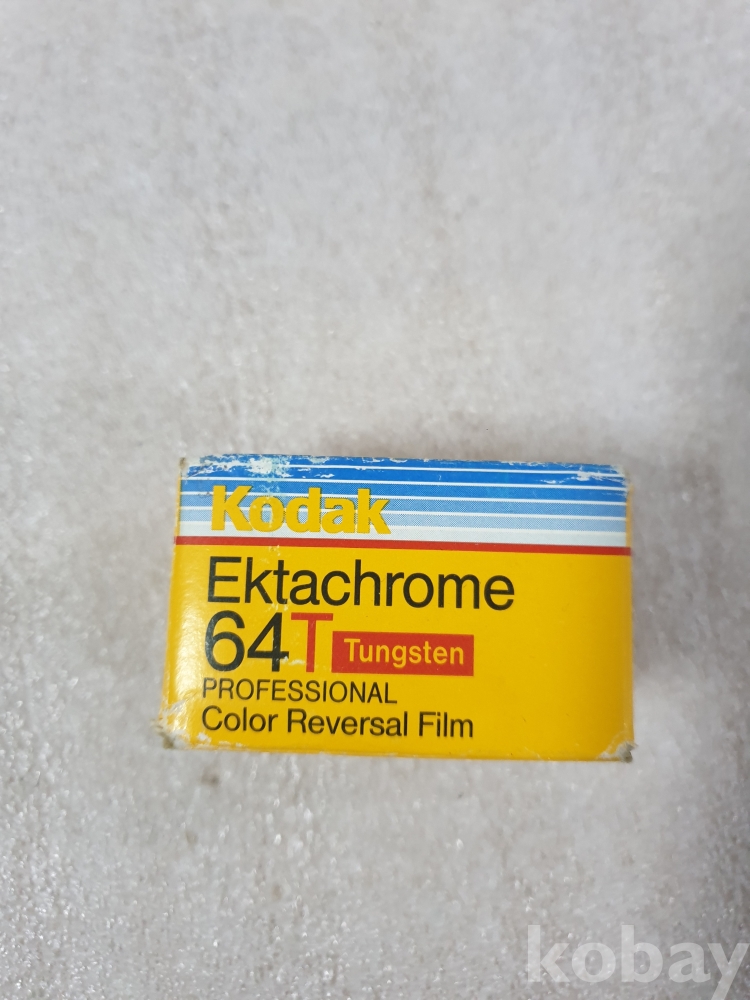 Kodak
Ektachrome
64T Tungsten
PROFESSIONAL
Color Reversal Film
kobay